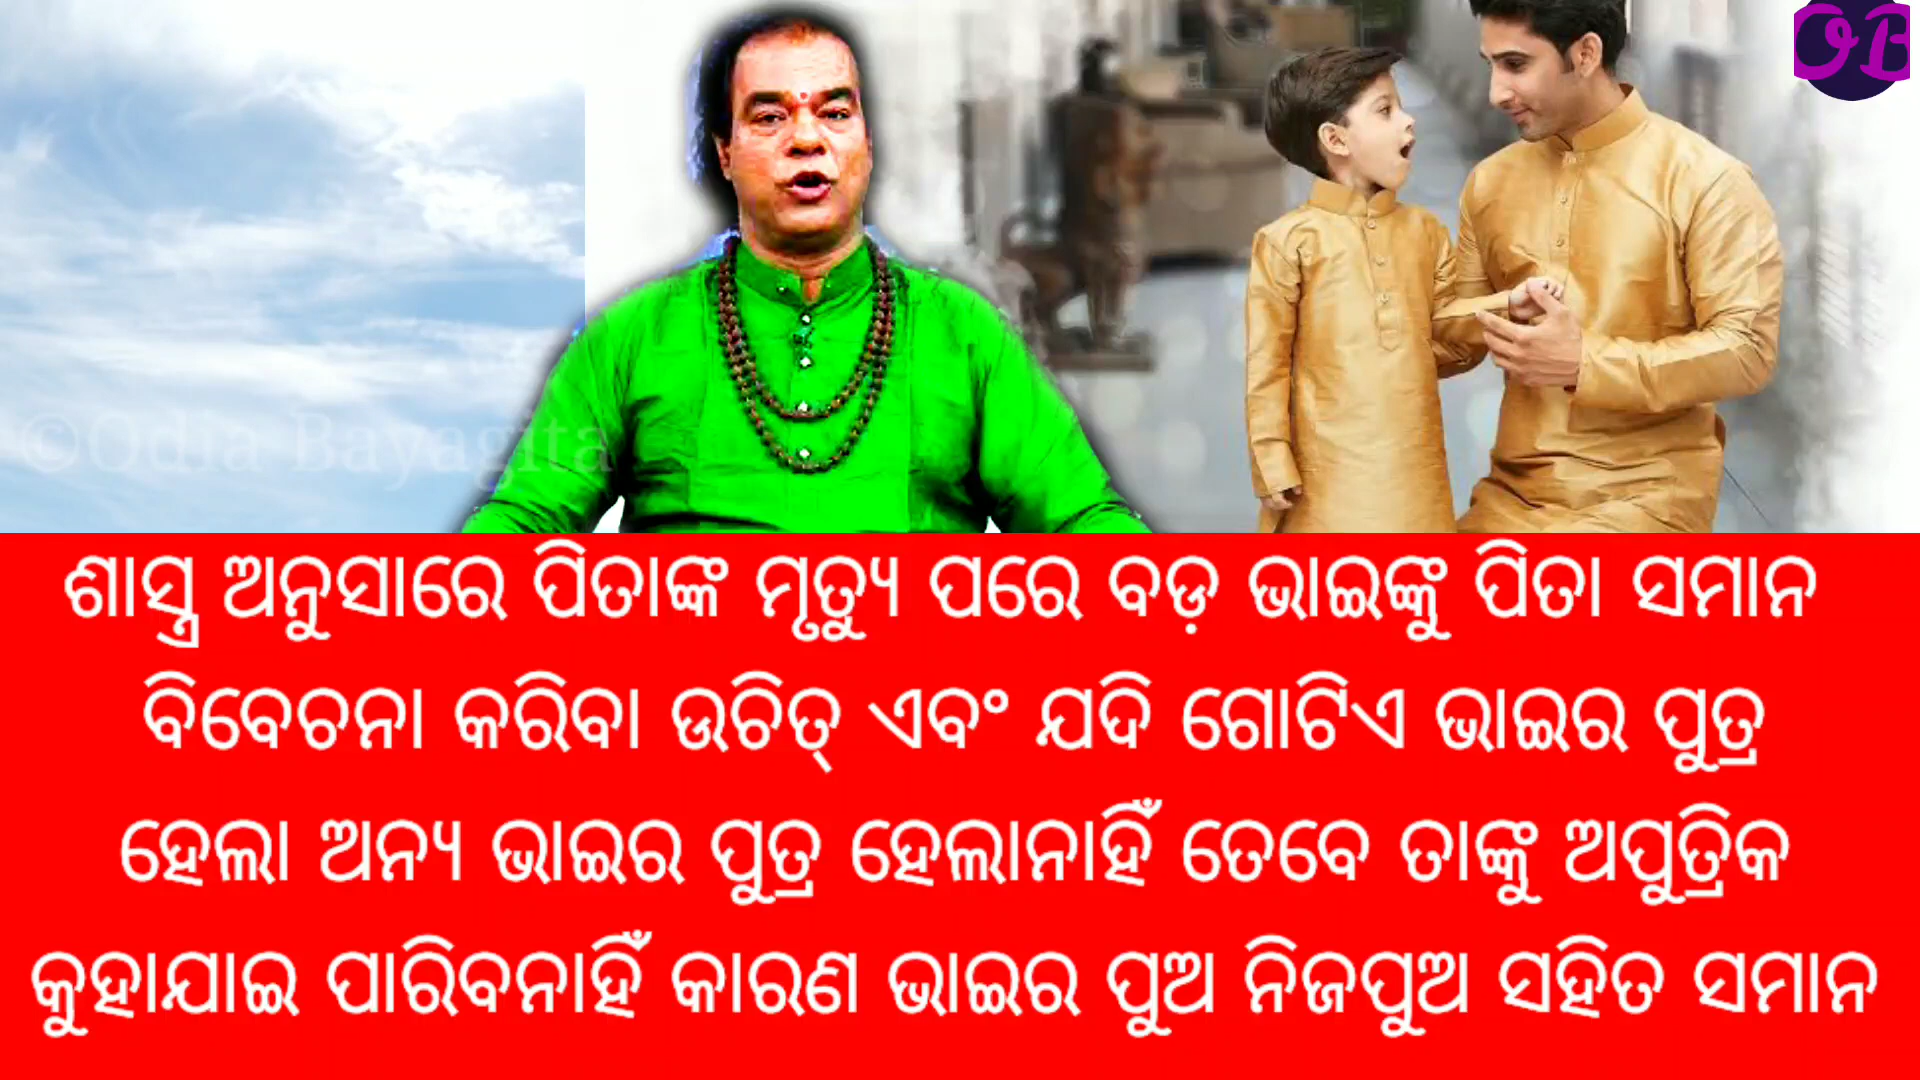 OB
©Odia Bayagita
ଶାସ୍ତ୍ର ଅନୁସାରେ ପିତାଙ୍କ ମୃତ୍ୟୁ ପରେ ବଡ଼ ଭାଇଙ୍କୁ ପିତା ସମାନ
ବିବେଚନା କରିବା ଉଚିତ୍ ଏବଂ ଯଦି ଗୋଟିଏ ଭାଇର ପୁତ୍ର
ହେଲା ଅନ୍ୟ ଭାଇର ପୁତ୍ର ହେଲାନାହିଁ ତେବେ ତାଙ୍କୁ ଅପୁତ୍ରିକ
କୁହାଯାଇ ପାରିବନାହିଁ କାରଣ ଭାଇର ପୁଅ ନିଜପୁଅ ସହିତ ସମାନ